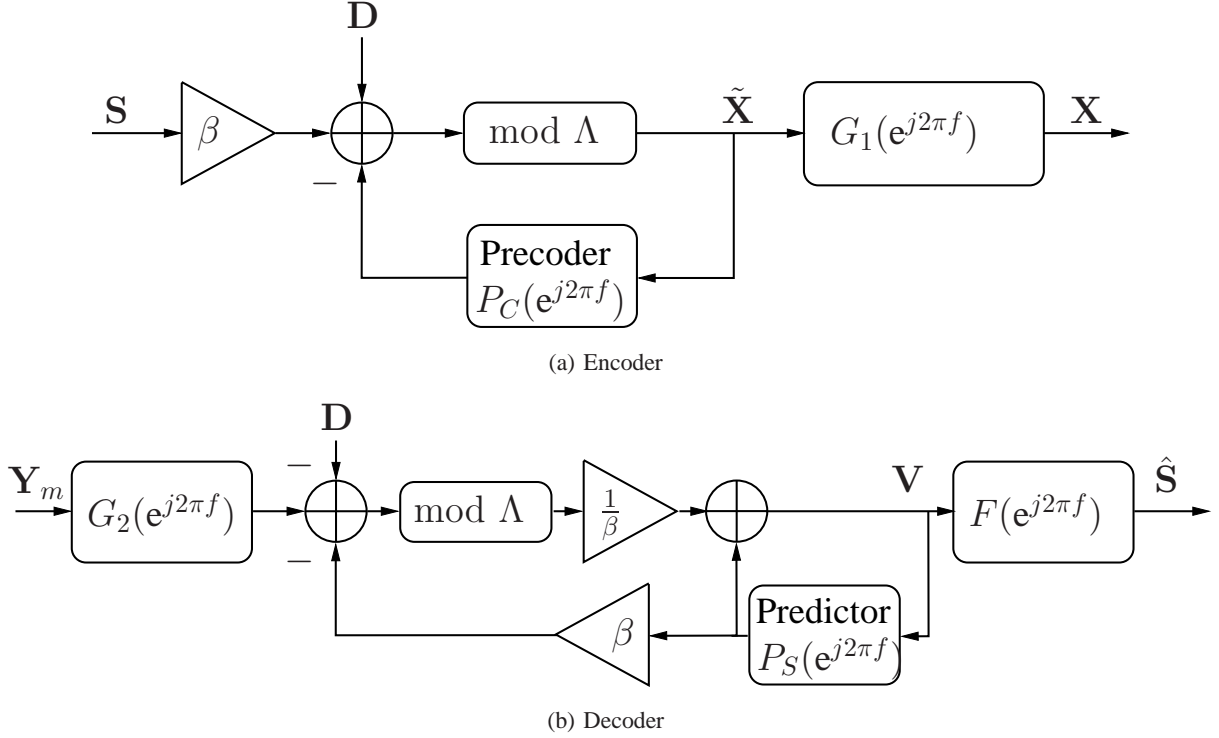 D
S
β
−
mod Λ
X̃
G₁(e^{j2πf})
X
Precoder
P_C(e^{j2πf})
(a) Encoder
D
−
Y_m
G₂(e^{j2πf})
−
mod Λ
1/β
V
F(e^{j2πf})
Ŝ
β
Predictor
P_S(e^{j2πf})
(b) Decoder